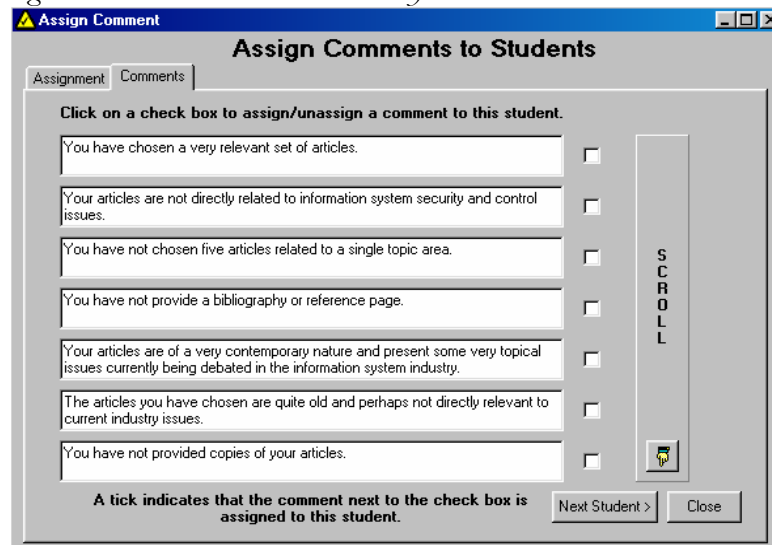 Assign Comment
Assign Comments to Students
Assignment
Comments
Click on a check box to assign/unassign a comment to this student.
You have chosen a very relevant set of articles.
Your articles are not directly related to information system security and control
issues.
You have not chosen five articles related to a single topic area.
You have not provide a bibliography or reference page.
Your articles are of a very contemporary nature and present some very topical
issues currently being debated in the information system industry.
The articles you have chosen are quite old and perhaps not directly relevant to
current industry issues.
You have not provided copies of your articles.
SCROLL
A tick indicates that the comment next to the check box is
assigned to this student.
Next Student >
Close